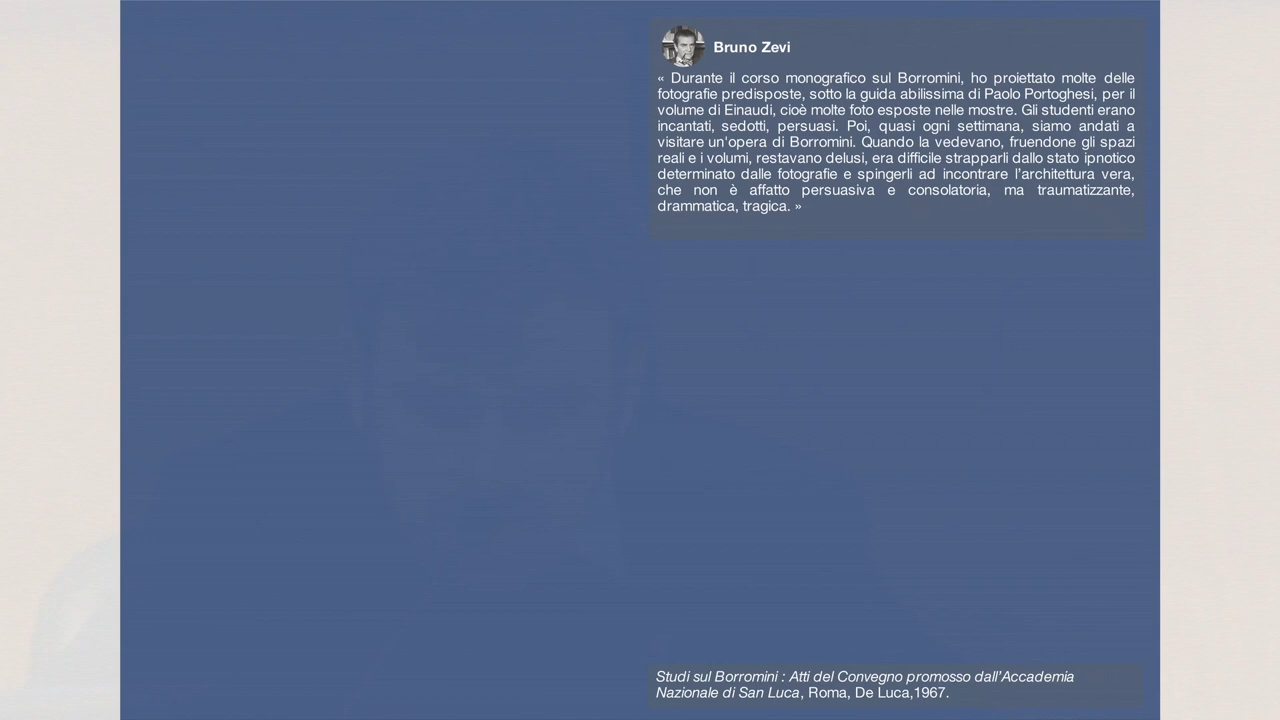 Bruno Zevi
« Durante il corso monografico sul Borromini, ho proiettato molte delle
fotografie predisposte, sotto la guida abilissima di Paolo Portoghesi, per il
volume di Einaudi, cioè molte foto esposte nelle mostre. Gli studenti erano
incantati, sedotti, persuasi. Poi, quasi ogni settimana, siamo andati a
visitare un'opera di Borromini. Quando la vedevano, fruendone gli spazi
reali e i volumi, restavano delusi, era difficile strapparli dallo stato ipnotico
determinato dalle fotografie e spingerli ad incontrare l’architettura vera,
che non è affatto persuasiva e consolatoria, ma traumatizzante,
drammatica, tragica. »
Studi sul Borromini : Atti del Convegno promosso dall’Accademia
Nazionale di San Luca, Roma, De Luca,1967.